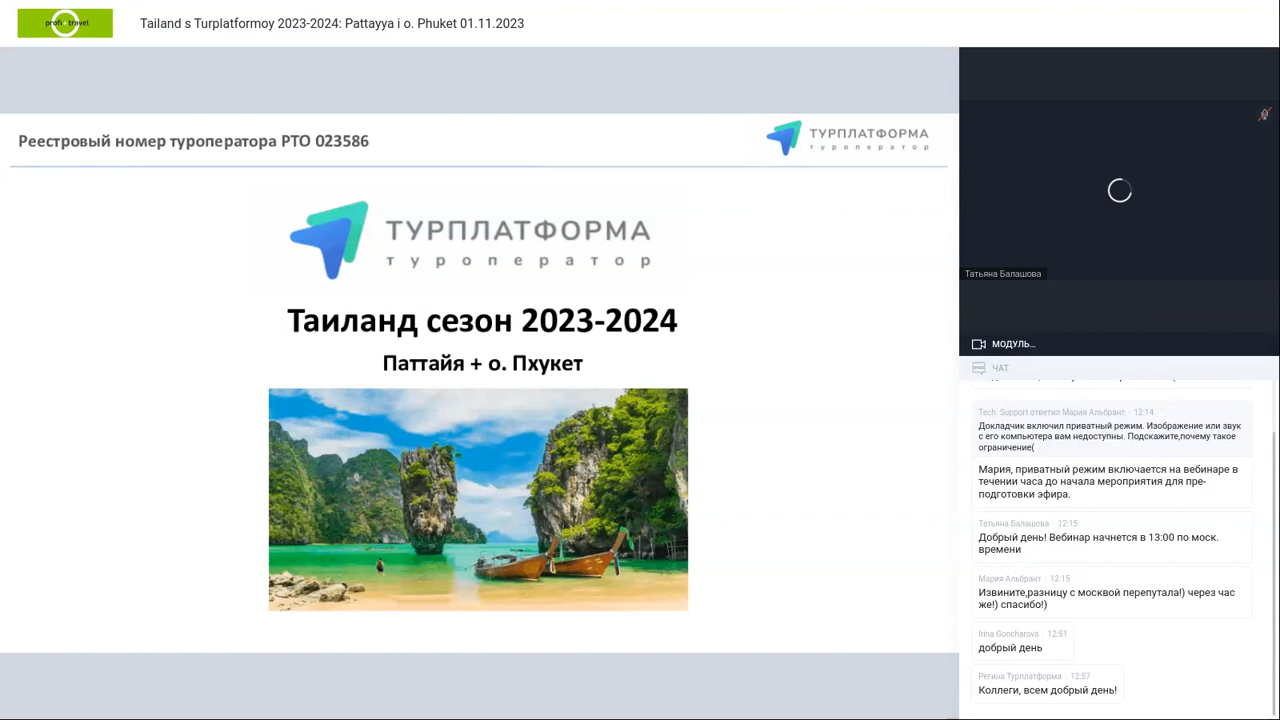 profi travel
Tailand s Turplatformoy 2023-2024: Pattayya i o. Phuket 01.11.2023
Реестровый номер туроператора РТО 023586
ТУРПЛАТФОРМА
туроператор
ТУРПЛАТФОРМА
туроператор
Таиланд сезон 2023-2024
Паттайя + о. Пхукет
Татьяна Балашова
МОДУЛЬ...
ЧАТ
Tech. Support ответил Мария Альбрант 12:14
Докладчик включил приватный режим. Изображение или звук
с его компьютера вам недоступны. Подскажите,почему такое
ограничение(
Мария, приватный режим включается на вебинаре в
течении часа до начала мероприятия для пре-
подготовки эфира.
Татьяна Балашова 12:15
Добрый день! Вебинар начнется в 13:00 по моск.
времени
Мария Альбрант 12:15
Извините,разницу с москвой перепутала!) через час
же!) спасибо!)
Irina Goncharova 12:51
добрый день
Регина Турплатформа 12:57
Коллеги, всем добрый день!